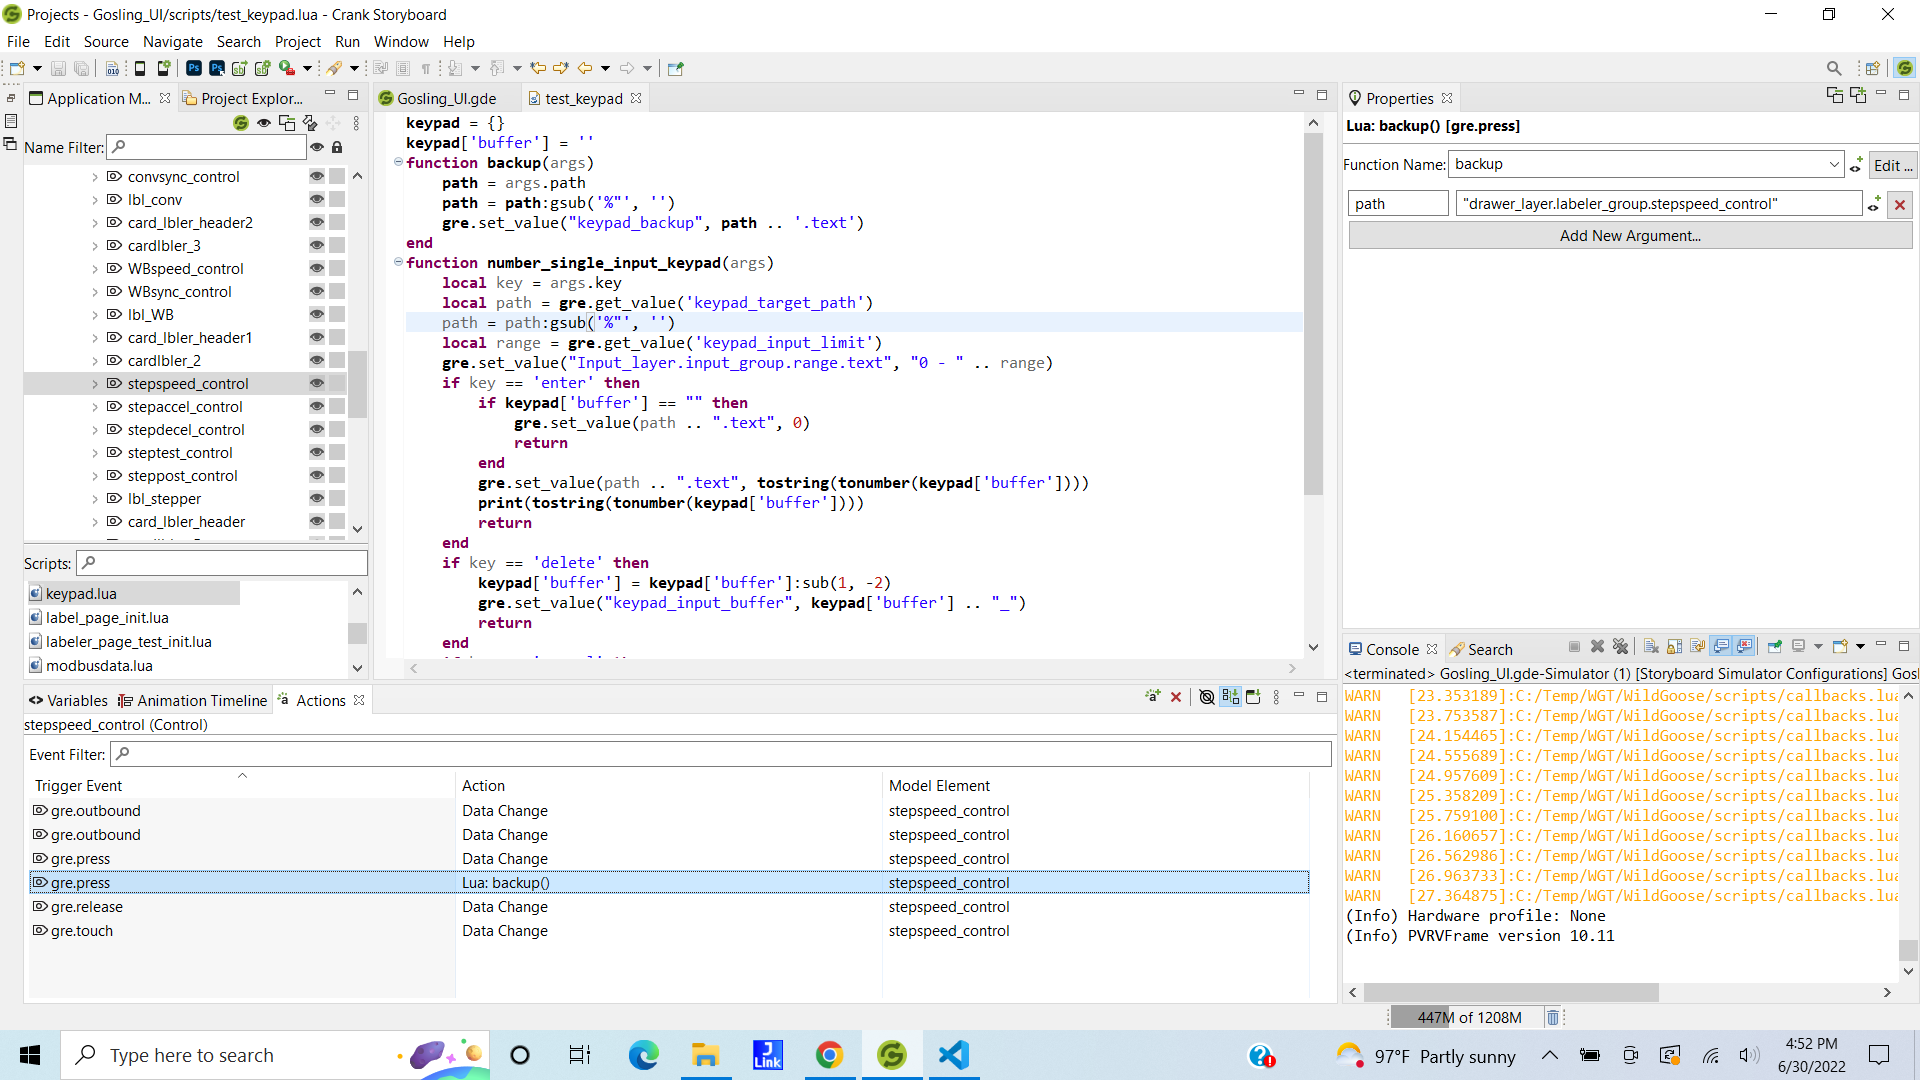 Projects - Gosling_UI/scripts/test_keypad.lua - Crank Storyboard
File Edit Source Navigate Search Project Run Window Help
Application M... Project Explor...
Name Filter:
convsync_control
lbl_conv
card_lbler_header2
cardlbler_3
WBspeed_control
WBsync_control
lbl_WB
card_lbler_header1
cardlbler_2
stepspeed_control
stepaccel_control
stepdecel_control
steptest_control
steppost_control
lbl_stepper
card_lbler_header
Scripts:
keypad.lua
label_page_init.lua
labeler_page_test_init.lua
modbusdata.lua
Gosling_UI.gde test_keypad
keypad = {}
keypad['buffer'] = ''
function backup(args)
path = args.path
path = path:gsub('%"', '')
gre.set_value("keypad_backup", path .. '.text')
end
function number_single_input_keypad(args)
local key = args.key
local path = gre.get_value('keypad_target_path')
path = path:gsub('%"', '')
local range = gre.get_value('keypad_input_limit')
gre.set_value("Input_layer.input_group.range.text", "0 - " .. range)
if key == 'enter' then
if keypad['buffer'] == "" then
gre.set_value(path .. ".text", 0)
return
end
gre.set_value(path .. ".text", tostring(tonumber(keypad['buffer'])))
print(tostring(tonumber(keypad['buffer'])))
return
end
if key == 'delete' then
keypad['buffer'] = keypad['buffer']:sub(1, -2)
gre.set_value("keypad_input_buffer", keypad['buffer'] .. "_")
return
end
Properties
Lua: backup() [gre.press]
Function Name: backup Edit ...
path "drawer_layer.labeler_group.stepspeed_control"
Add New Argument...
Variables Animation Timeline Actions
stepspeed_control (Control)
Event Filter:
Trigger Event Action Model Element
gre.outbound Data Change stepspeed_control
gre.outbound Data Change stepspeed_control
gre.press Data Change stepspeed_control
gre.press Lua: backup() stepspeed_control
gre.release Data Change stepspeed_control
gre.touch Data Change stepspeed_control
Console Search
<terminated> Gosling_UI.gde-Simulator (1) [Storyboard Simulator Configurations] Gosl
WARN [23.353189]:C:/Temp/WGT/WildGoose/scripts/callbacks.lua
WARN [23.753587]:C:/Temp/WGT/WildGoose/scripts/callbacks.lua
WARN [24.154465]:C:/Temp/WGT/WildGoose/scripts/callbacks.lua
WARN [24.555689]:C:/Temp/WGT/WildGoose/scripts/callbacks.lua
WARN [24.957609]:C:/Temp/WGT/WildGoose/scripts/callbacks.lua
WARN [25.358209]:C:/Temp/WGT/WildGoose/scripts/callbacks.lua
WARN [25.759100]:C:/Temp/WGT/WildGoose/scripts/callbacks.lua
WARN [26.160657]:C:/Temp/WGT/WildGoose/scripts/callbacks.lua
WARN [26.562986]:C:/Temp/WGT/WildGoose/scripts/callbacks.lua
WARN [26.963733]:C:/Temp/WGT/WildGoose/scripts/callbacks.lua
WARN [27.364875]:C:/Temp/WGT/WildGoose/scripts/callbacks.lua
(Info) Hardware profile: None
(Info) PVRVFrame version 10.11
447M of 1208M
Type here to search
J Link
97°F Partly sunny
4:52 PM
6/30/2022